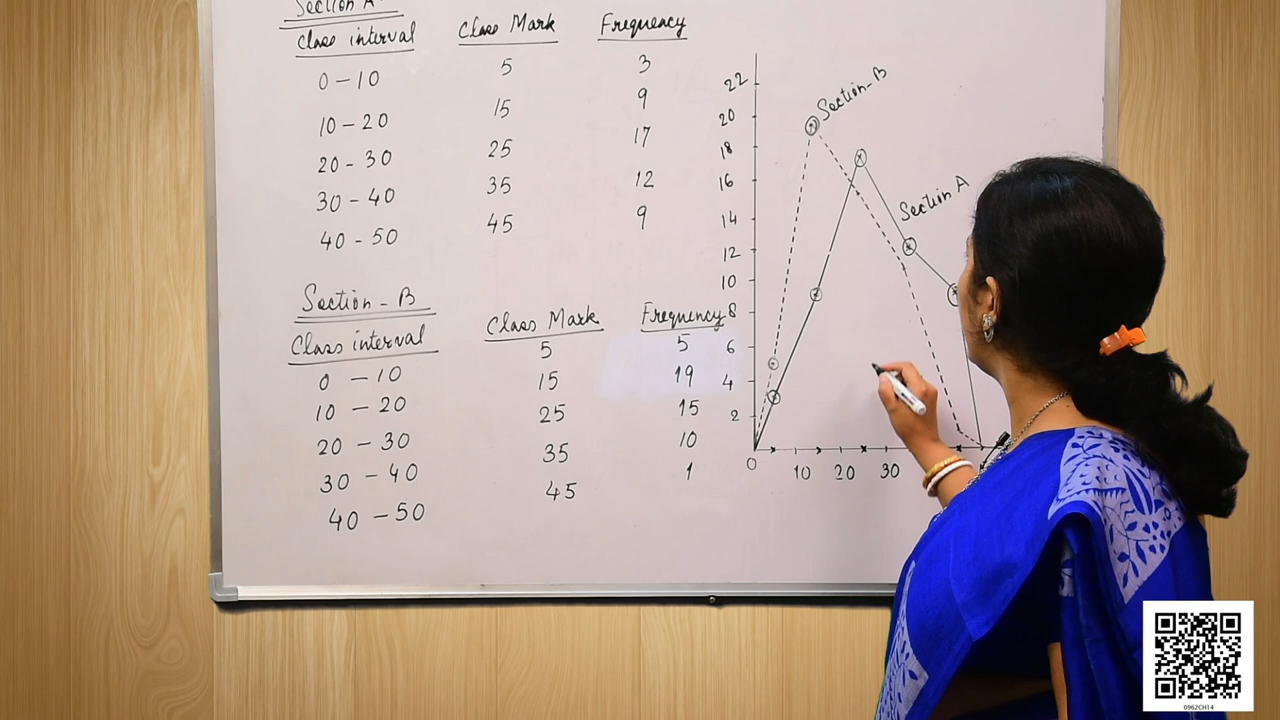 Section A
Class interval Class Mark Frequency
0 - 10 5 3
10 - 20 15 9
20 - 30 25 17
30 - 40 35 12
40 - 50 45 9
Section - B
Class interval Class Mark Frequency
0 - 10 5 5
10 - 20 15 19
20 - 30 25 15
30 - 40 35 10
40 - 50 45 1
22
20
18
16
14
12
10
8
6
4
2
0 10 20 30
Section - B
Section A
0962CH14